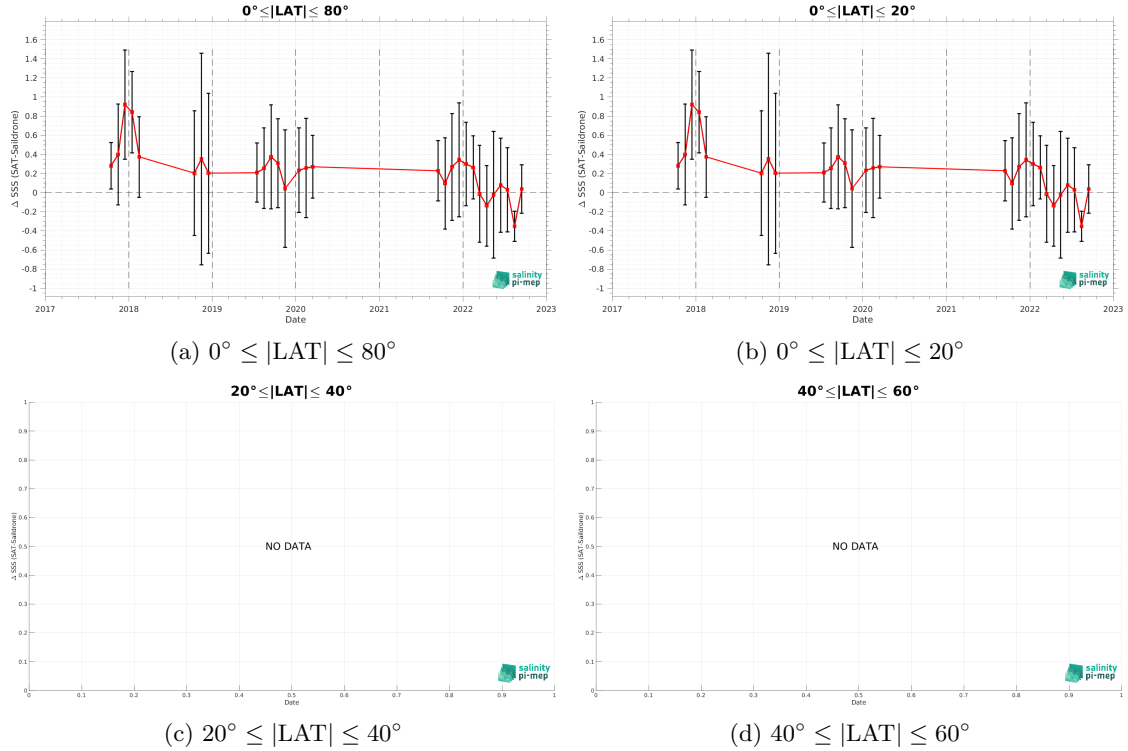 0°≤|LAT|≤ 80°
Δ SSS (SAT-Saildrone)
1.6
1.4
1.2
1
0.8
0.6
0.4
0.2
0
-0.2
-0.4
-0.6
-0.8
-1
2017 2018 2019 2020 2021 2022 2023
Date
salinity
pi-mep
(a) 0° ≤ |LAT| ≤ 80°
0°≤|LAT|≤ 20°
Δ SSS (SAT-Saildrone)
1.6
1.4
1.2
1
0.8
0.6
0.4
0.2
0
-0.2
-0.4
-0.6
-0.8
-1
2017 2018 2019 2020 2021 2022 2023
Date
salinity
pi-mep
(b) 0° ≤ |LAT| ≤ 20°
20°≤|LAT|≤ 40°
Δ SSS (SAT-Saildrone)
1
0.9
0.8
0.7
0.6
0.5
0.4
0.3
0.2
0.1
0
NO DATA
0 0.1 0.2 0.3 0.4 0.5 0.6 0.7 0.8 0.9 1
Date
salinity
pi-mep
(c) 20° ≤ |LAT| ≤ 40°
40°≤|LAT|≤ 60°
Δ SSS (SAT-Saildrone)
1
0.9
0.8
0.7
0.6
0.5
0.4
0.3
0.2
0.1
0
NO DATA
0 0.1 0.2 0.3 0.4 0.5 0.6 0.7 0.8 0.9 1
Date
salinity
pi-mep
(d) 40° ≤ |LAT| ≤ 60°